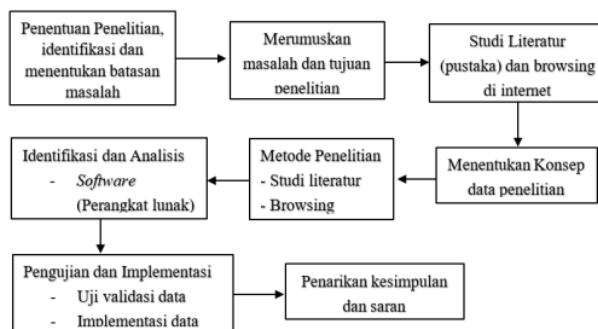 Penentuan Penelitian,
identifikasi dan
menentukan batasan
masalah
Merumuskan
masalah dan tujuan
penelitian
Studi Literatur
(pustaka) dan browsing
di internet
Menentukan Konsep
data penelitian
Metode Penelitian
- Studi literatur
- Browsing
Identifikasi dan Analisis
- Software
(Perangkat lunak)
Pengujian dan Implementasi
- Uji validasi data
- Implementasi data
Penarikan kesimpulan
dan saran